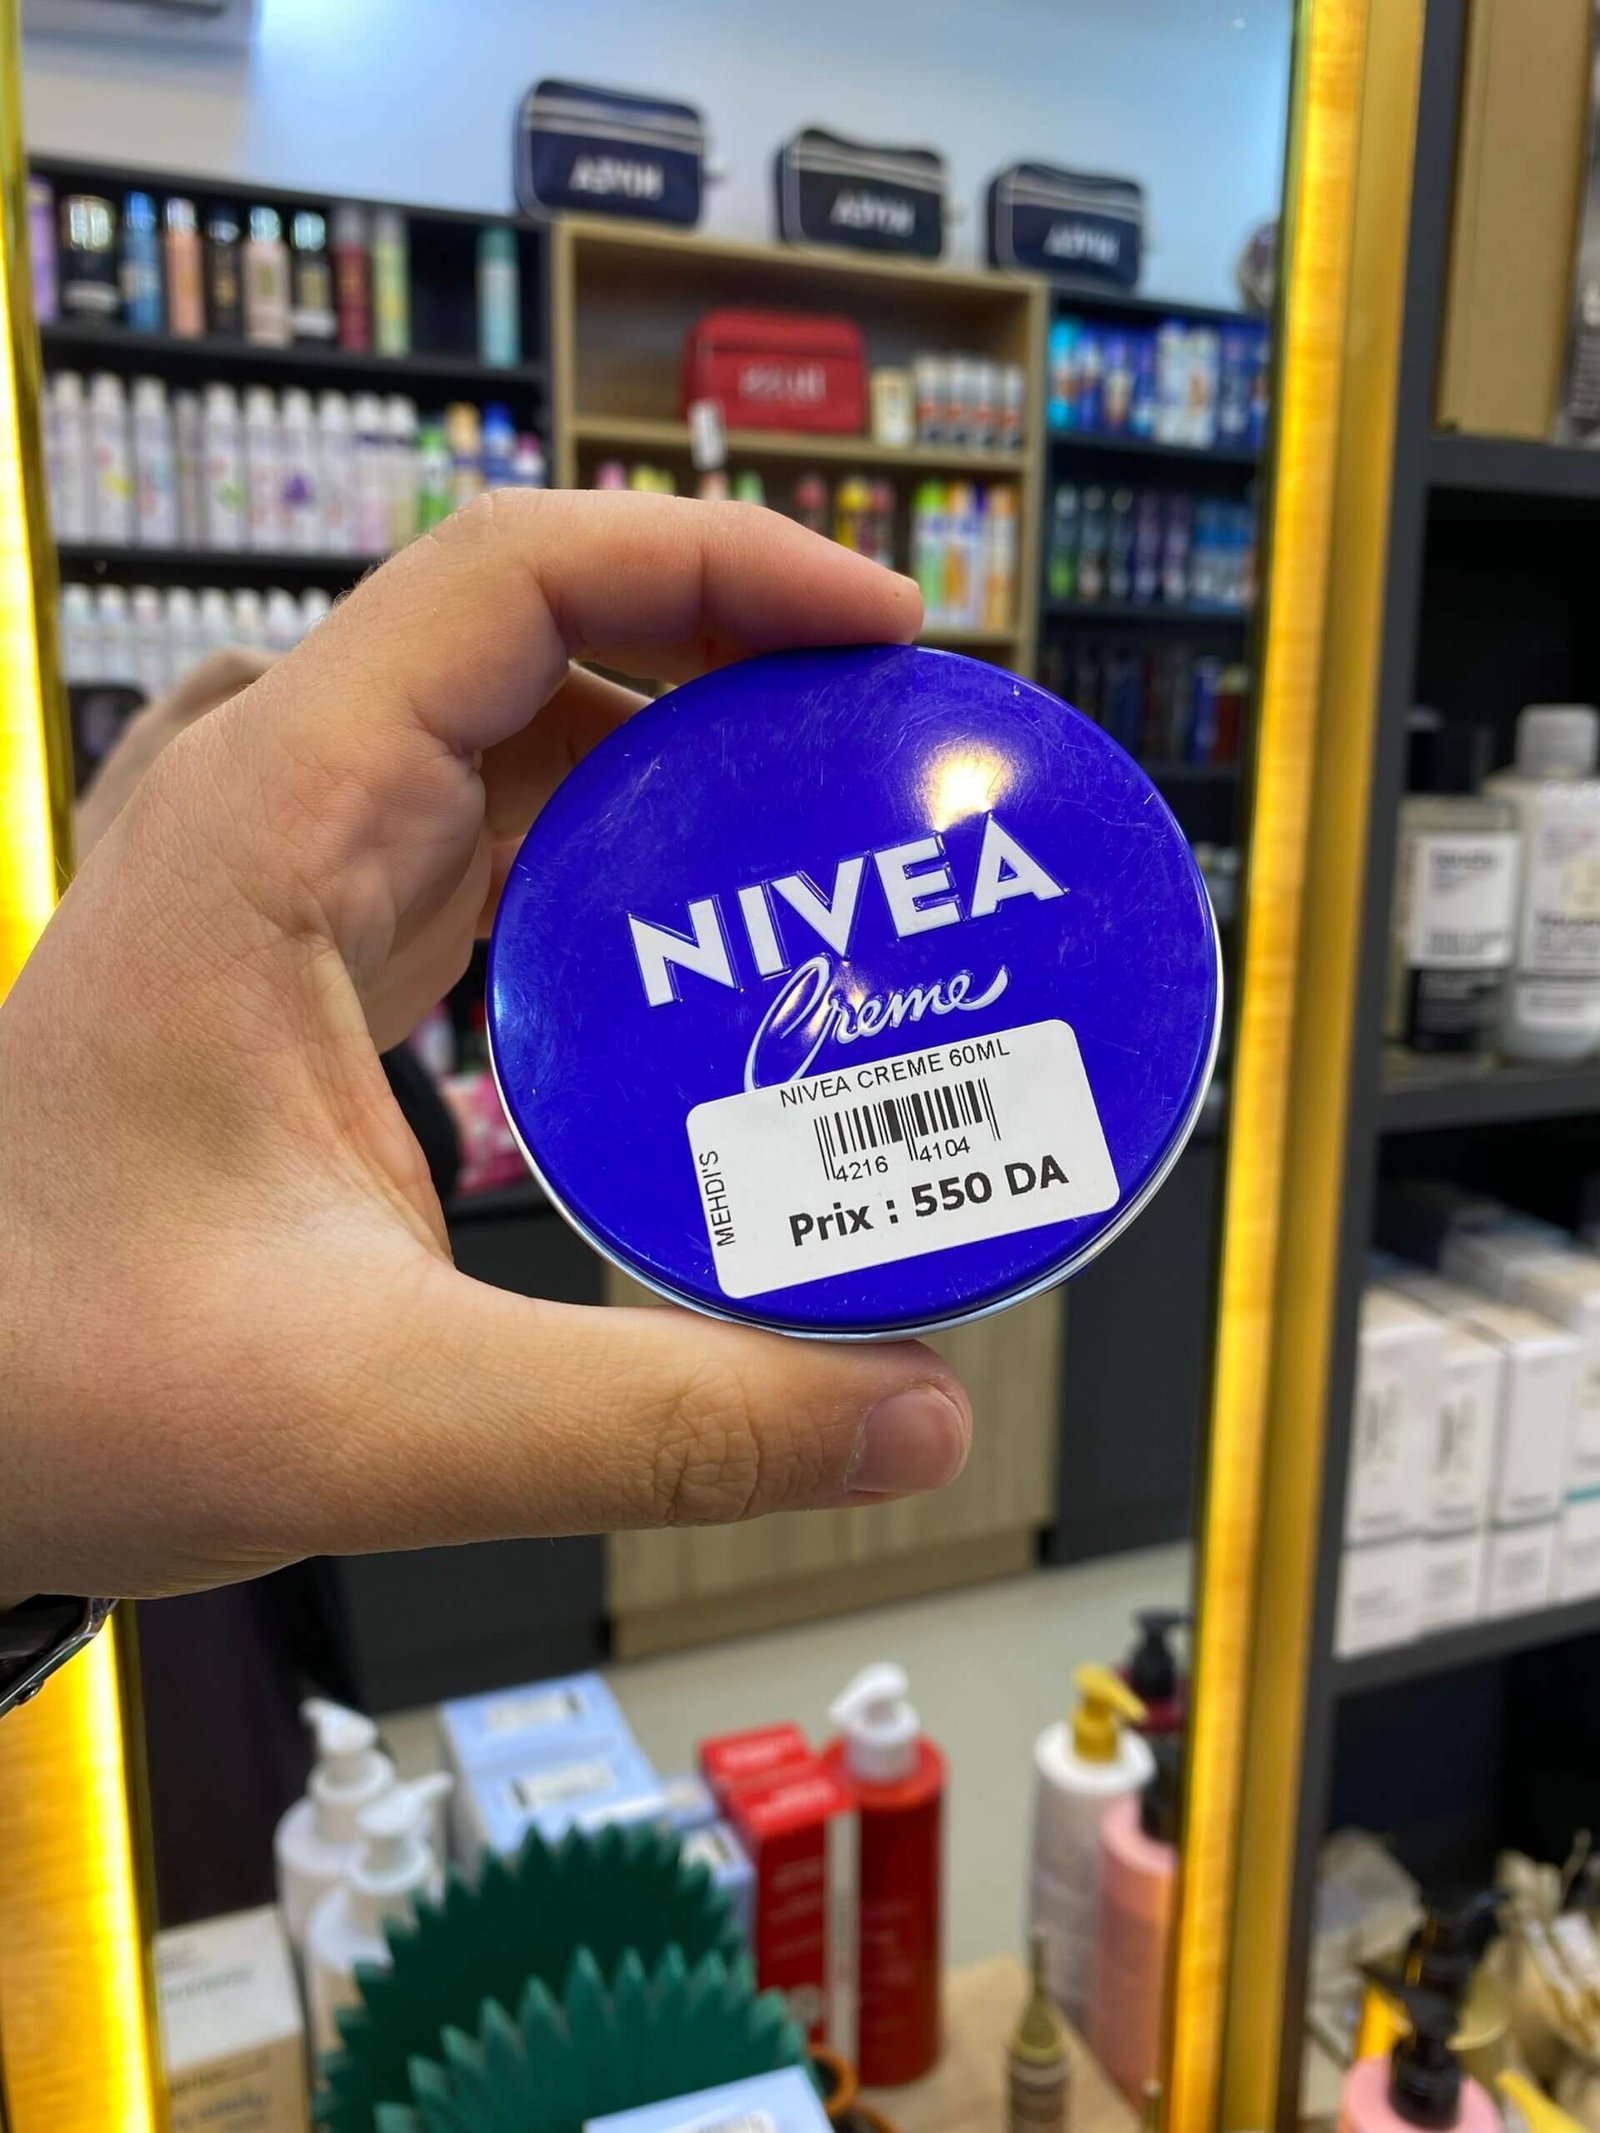 NIVEA
Creme
NIVEA CREME 60ML
4216 4104
Prix : 550 DA
MEHDI'S